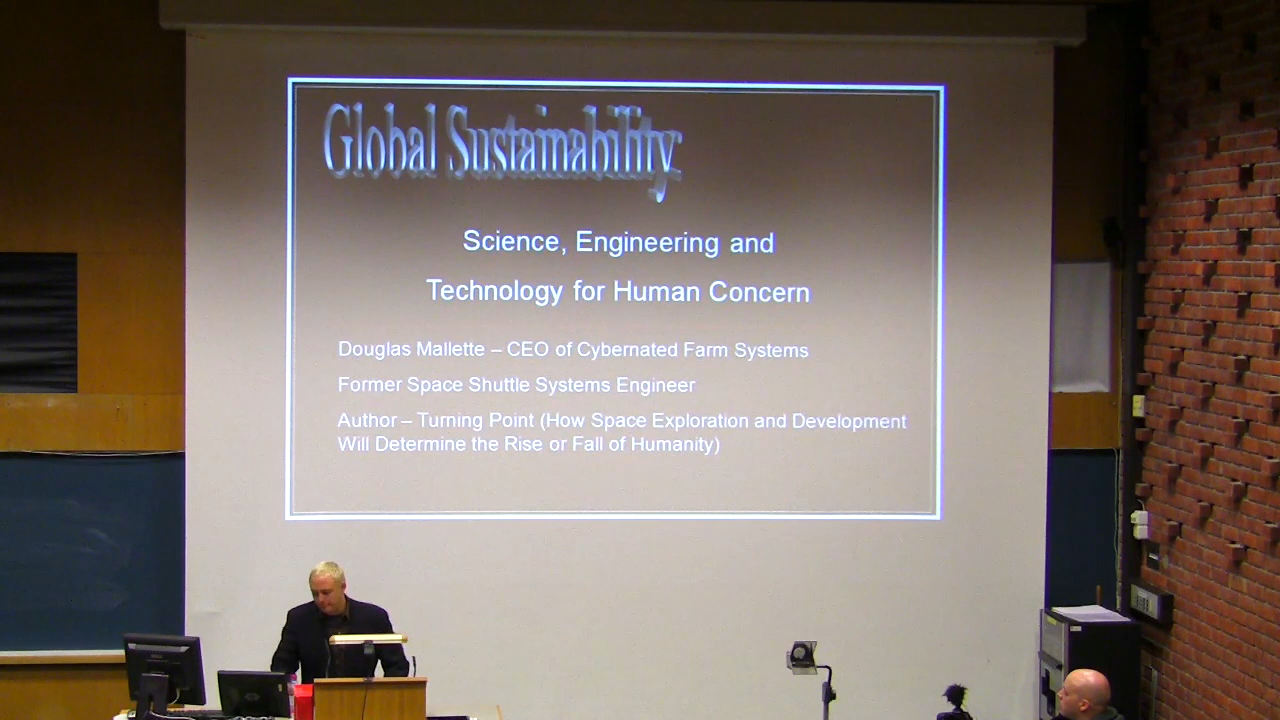 Global Sustainability
Science, Engineering and
Technology for Human Concern
Douglas Mallette – CEO of Cybernated Farm Systems
Former Space Shuttle Systems Engineer
Author – Turning Point (How Space Exploration and Development
Will Determine the Rise or Fall of Humanity)